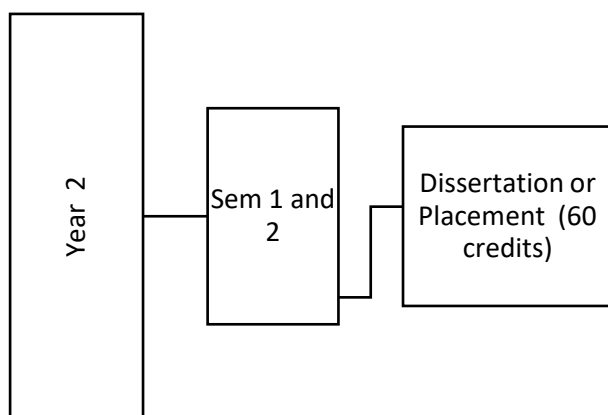 Year 2
Sem 1 and
2
Dissertation or
Placement (60
credits)